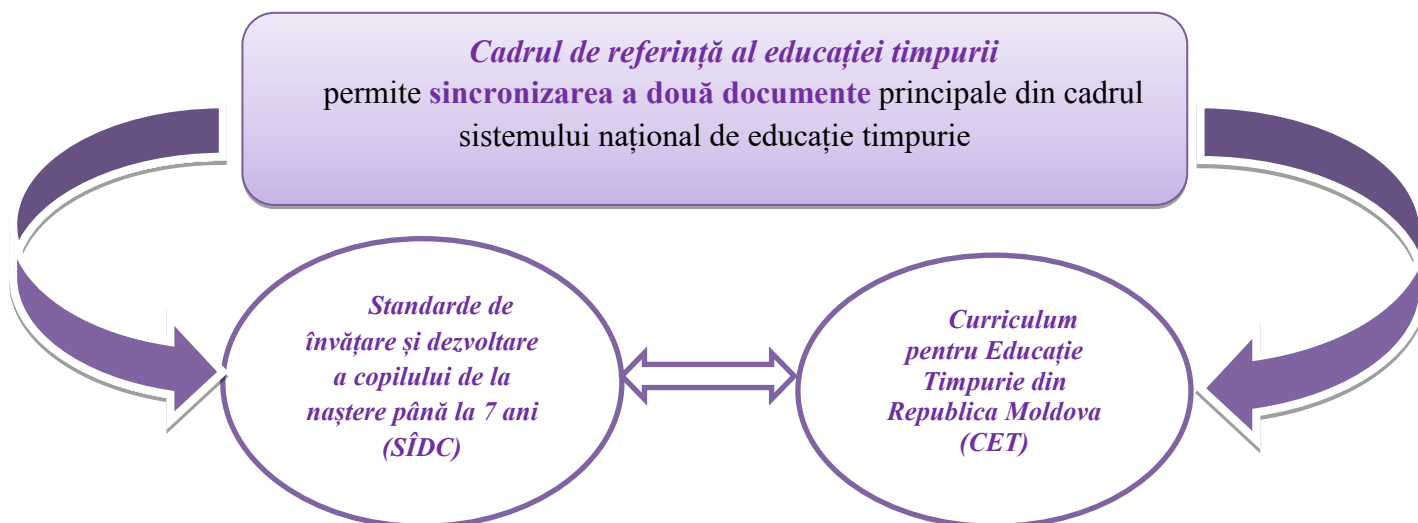 Cadrul de referință al educației timpurii
permite sincronizarea a două documente principale din cadrul
sistemului național de educație timpurie
Standarde de
învățare și dezvoltare
a copilului de la
naștere până la 7 ani
(SÎDC)
Curriculum
pentru Educație
Timpurie din
Republica Moldova
(CET)